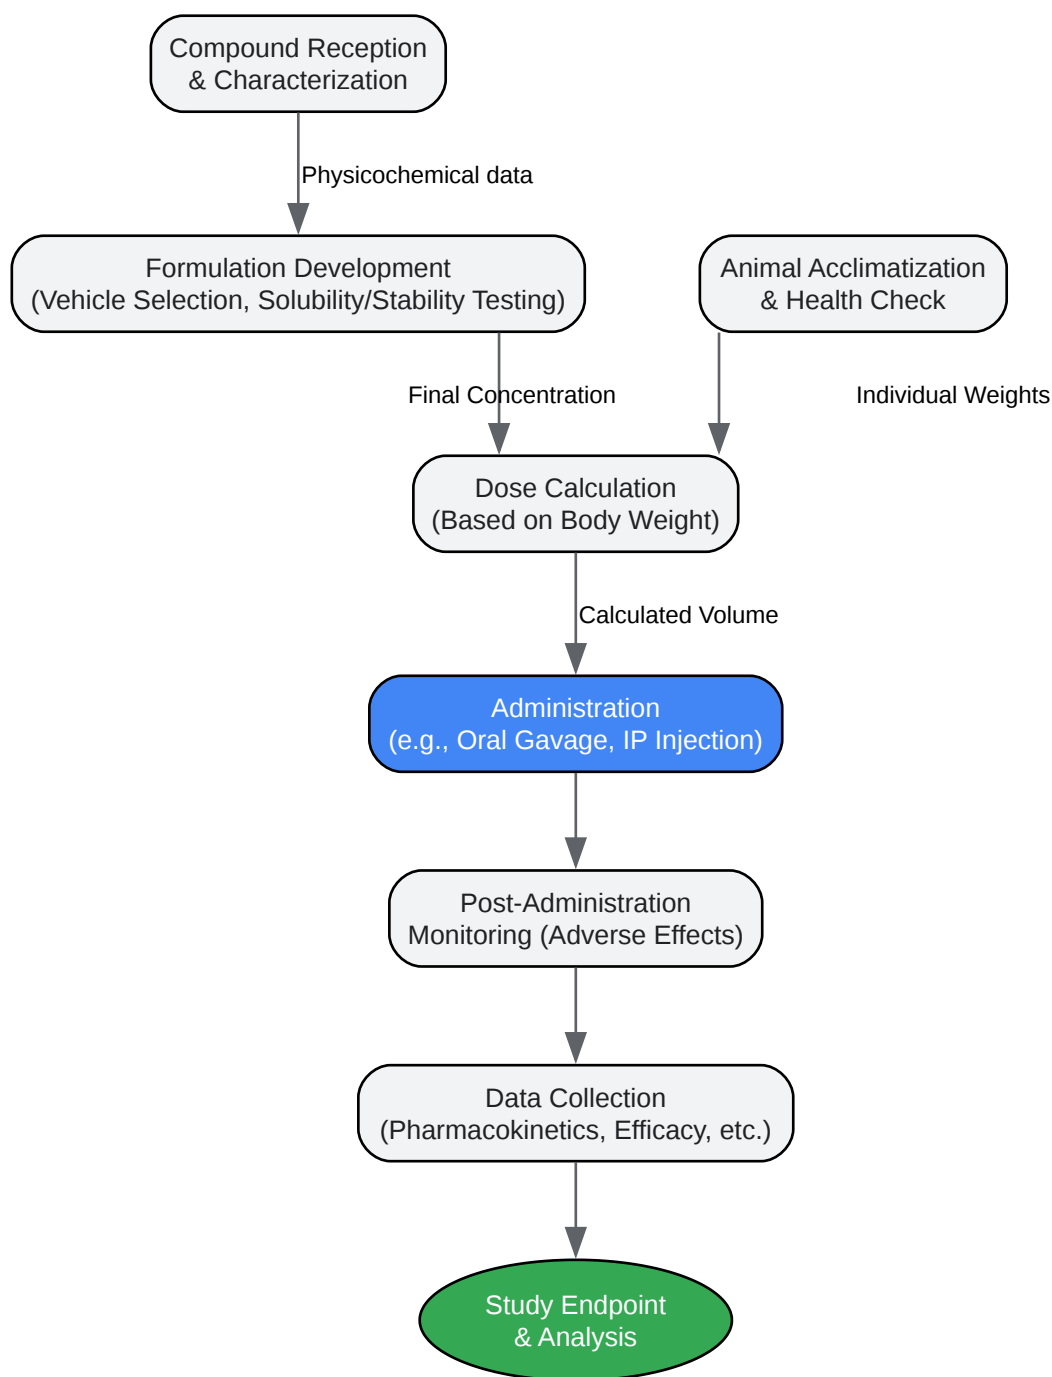 Compound Reception
& Characterization
Physicochemical data
Formulation Development
(Vehicle Selection, Solubility/Stability Testing)
Animal Acclimatization
& Health Check
Final Concentration
Individual Weights
Dose Calculation
(Based on Body Weight)
Calculated Volume
Administration
(e.g., Oral Gavage, IP Injection)
Post-Administration
Monitoring (Adverse Effects)
Data Collection
(Pharmacokinetics, Efficacy, etc.)
Study Endpoint
& Analysis